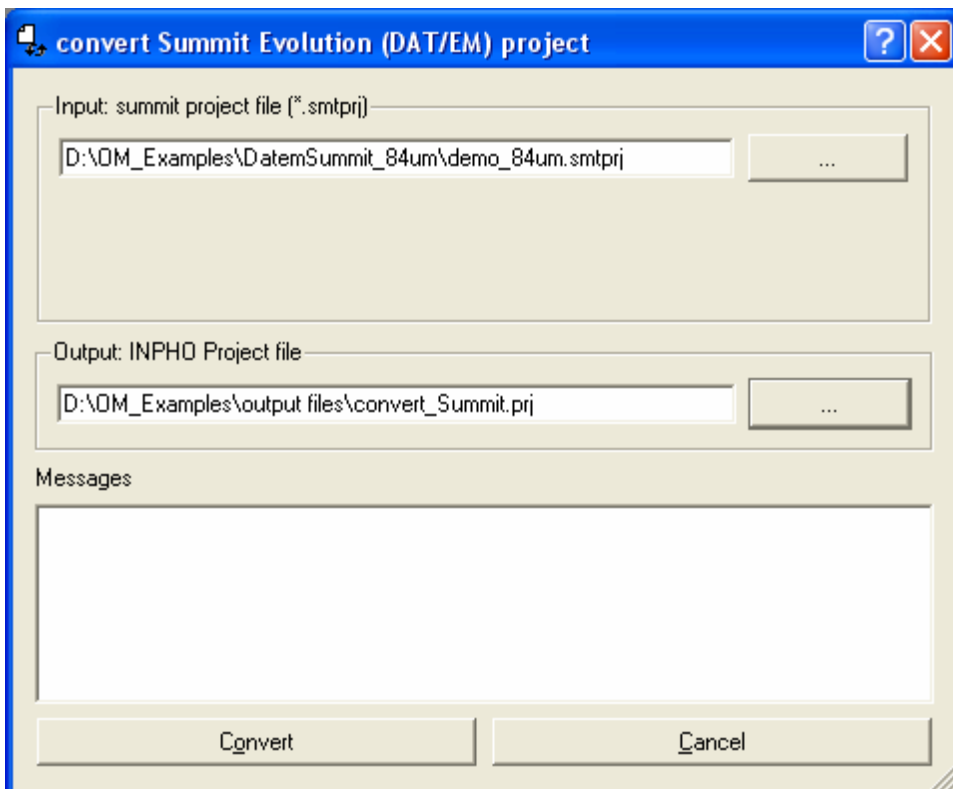 convert Summit Evolution (DAT/EM) project
Input: summit project file (*.smtprj)
D:\OM_Examples\DatemSummit_84um\demo_84um.smtprj
...
Output: INPHO Project file
D:\OM_Examples\output files\convert_Summit.prj
...
Messages
Convert
Cancel